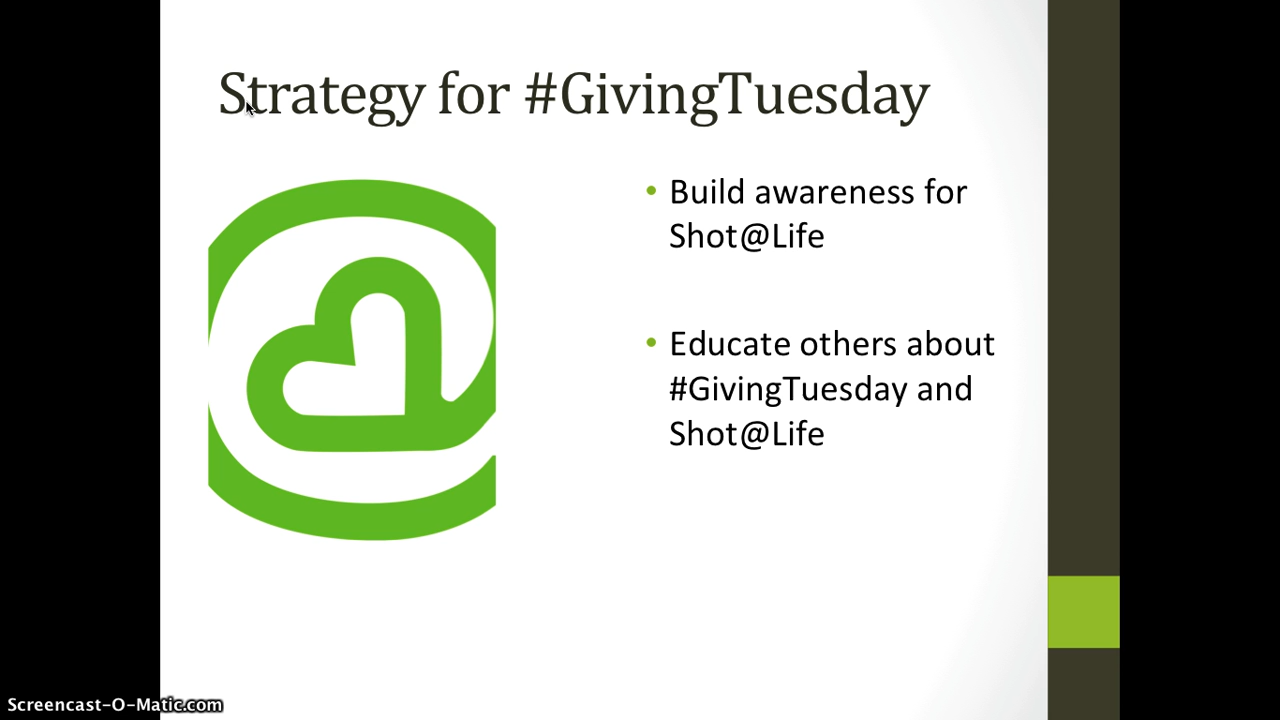 Strategy for #GivingTuesday
• Build awareness for
Shot@Life
• Educate others about
#GivingTuesday and
Shot@Life
Screencast-O-Matic.com